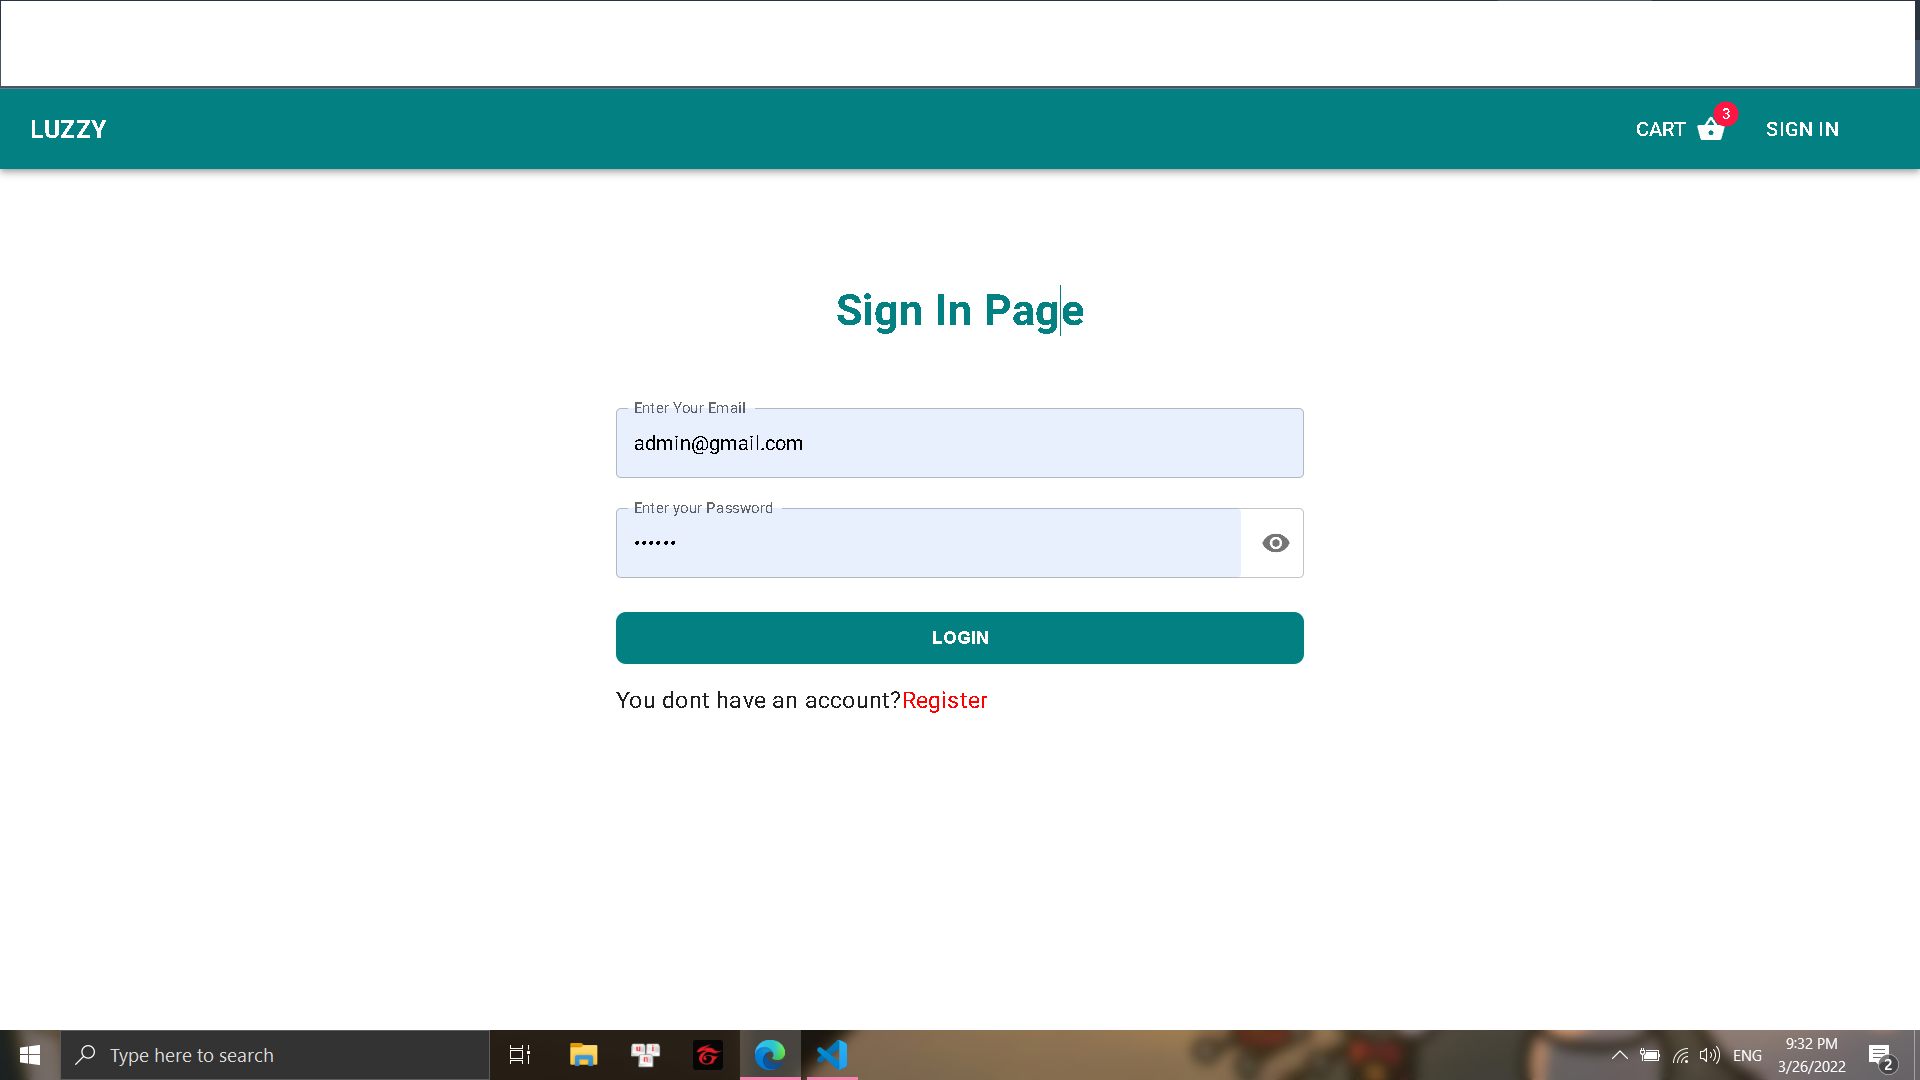 LUZZY
CART 3 SIGN IN
Sign In Page
Enter Your Email
admin@gmail.com
Enter your Password
••••••
LOGIN
You dont have an account?Register
Type here to search
u i n
ENG
9:32 PM
3/26/2022
2